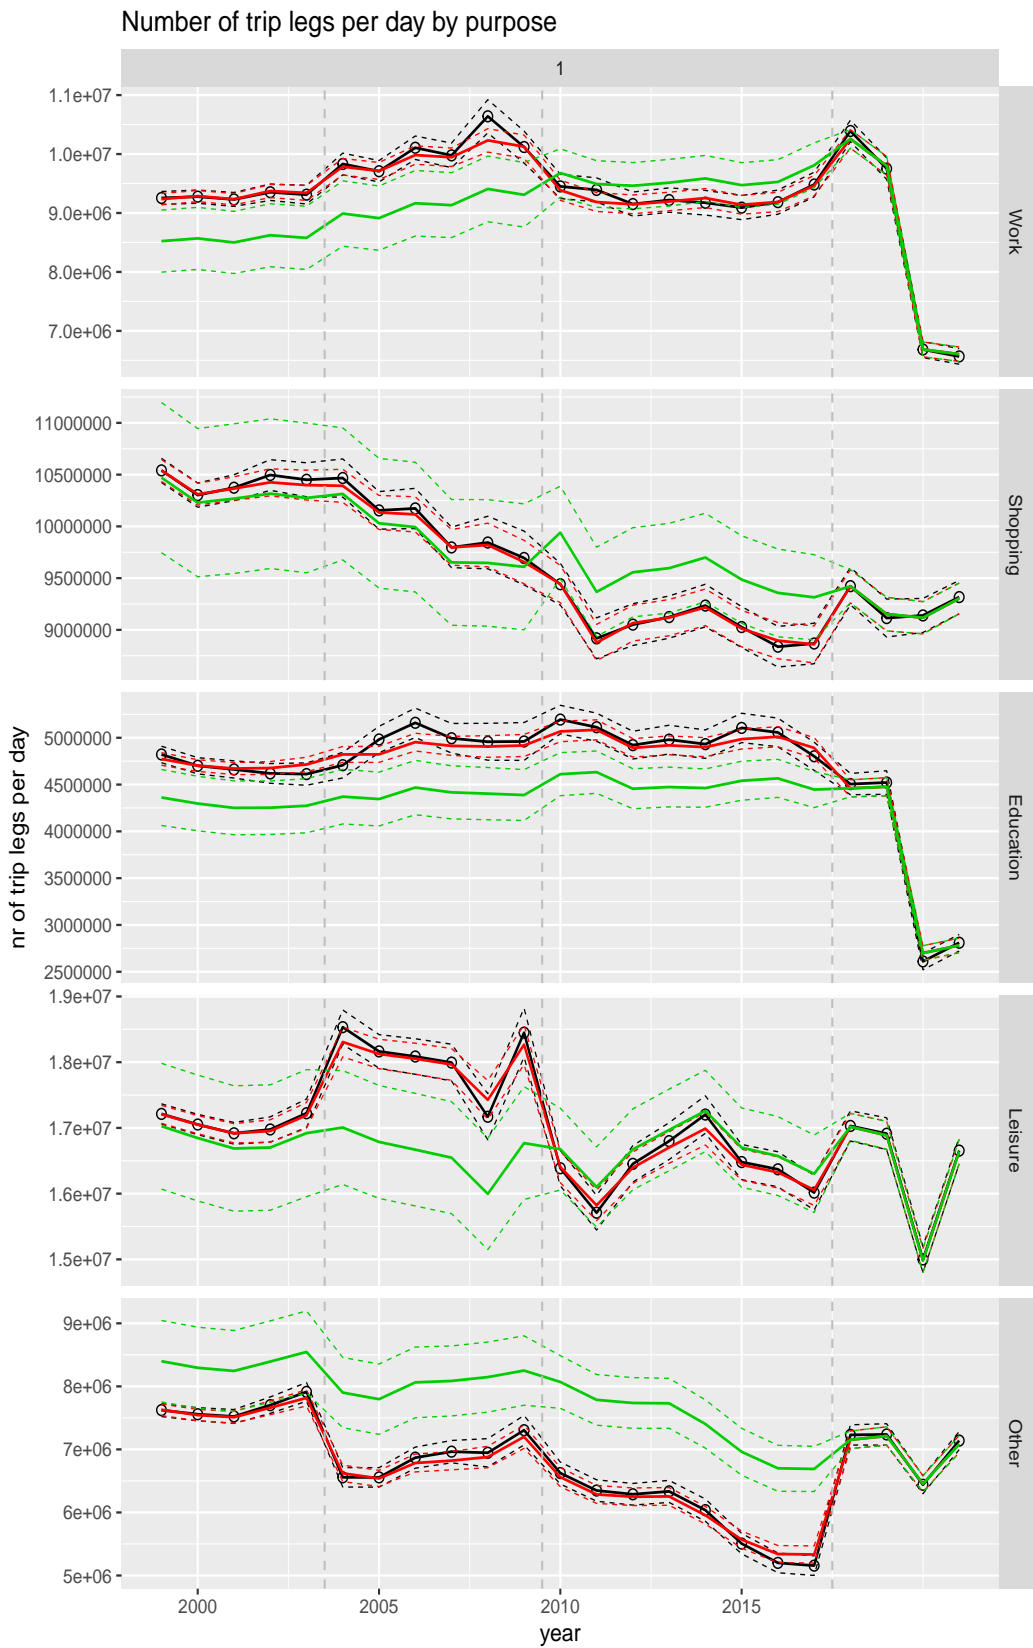 Number of trip legs per day by purpose
1
1.1e+07
1.0e+07
9.0e+06
8.0e+06
7.0e+06
Work
11000000
10500000
10000000
9500000
9000000
Shopping
5000000
4500000
4000000
3500000
3000000
2500000
Education
1.9e+07
1.8e+07
1.7e+07
1.6e+07
1.5e+07
Leisure
9e+06
8e+06
7e+06
6e+06
5e+06
Other
nr of trip legs per day
2000
2005
2010
2015
year